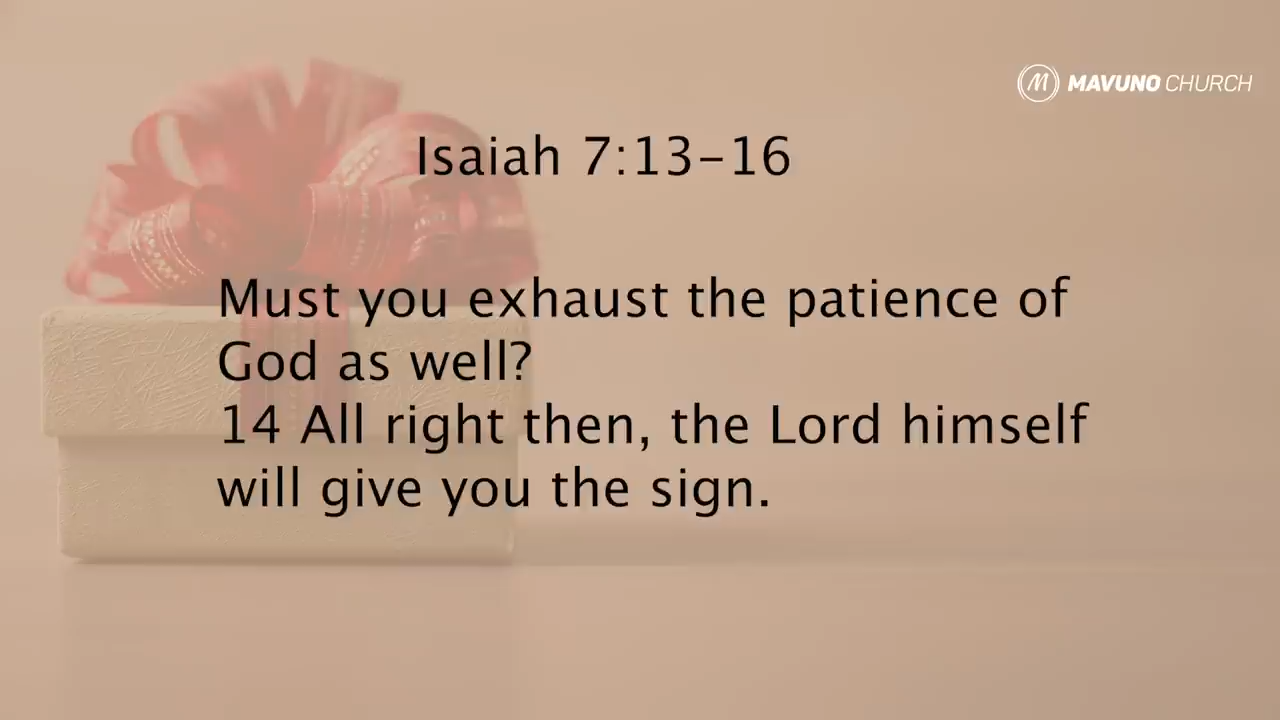 MAVUNO CHURCH
Isaiah 7:13-16
Must you exhaust the patience of
God as well?
14 All right then, the Lord himself
will give you the sign.